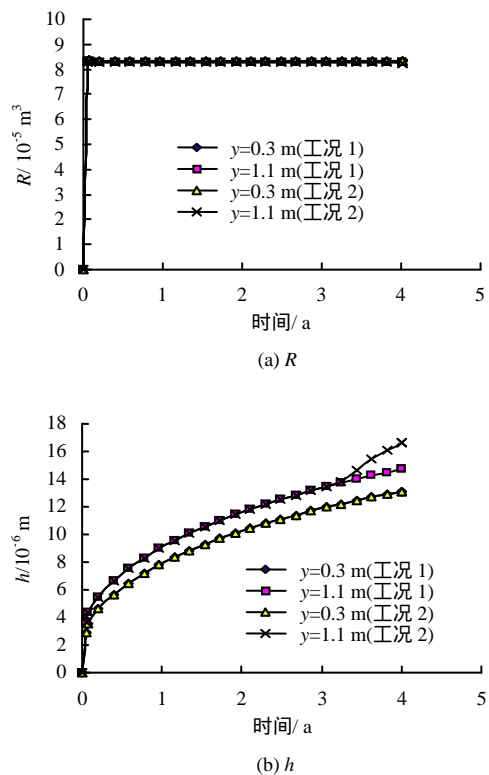 10
9
8
7
6
5
4
3
2
1
0
R/ 10⁻⁵ m³
y=0.3 m(工况 1)
y=1.1 m(工况 1)
y=0.3 m(工况 2)
y=1.1 m(工况 2)
0 1 2 3 4 5
时间/ a
(a) R
18
16
14
12
10
8
6
4
2
0
h/10⁻⁶ m
y=0.3 m(工况 1)
y=1.1 m(工况 1)
y=0.3 m(工况 2)
y=1.1 m(工况 2)
0 1 2 3 4 5
时间/ a
(b) h